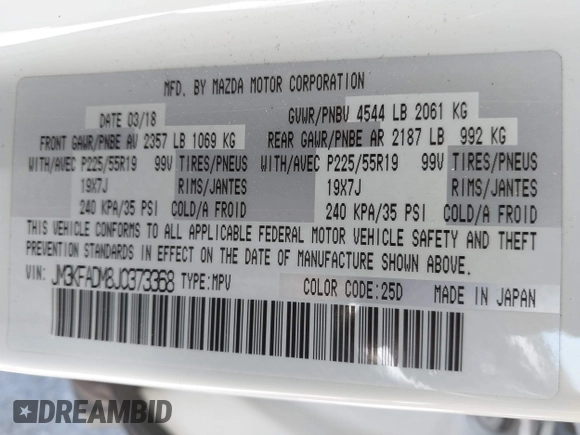 MFD. BY MAZDA MOTOR CORPORATION
DATE 03/18 GVWR/PNBV 4544 LB 2061 KG
FRONT GAWR/PNBE AV 2357 LB 1069 KG REAR GAWR/PNBE AR 2187 LB 992 KG
WITH/AVEC P225/55R19 99V TIRES/PNEUS WITH/AVEC P225/55R19 99V TIRES/PNEUS
19X7J RIMS/JANTES 19X7J RIMS/JANTES
240 KPA/35 PSI COLD/A FROID 240 KPA/35 PSI COLD/A FROID
THIS VEHICLE CONFORMS TO ALL APPLICABLE FEDERAL MOTOR VEHICLE SAFETY AND THEFT
PREVENTION STANDARDS IN EFFECT ON THE DATE OF MANUFACTURE SHOWN ABOVE.
VIN: JM3KFADM8J0373368 TYPE:MPV
COLOR CODE:25D MADE IN JAPAN
DREAMBID